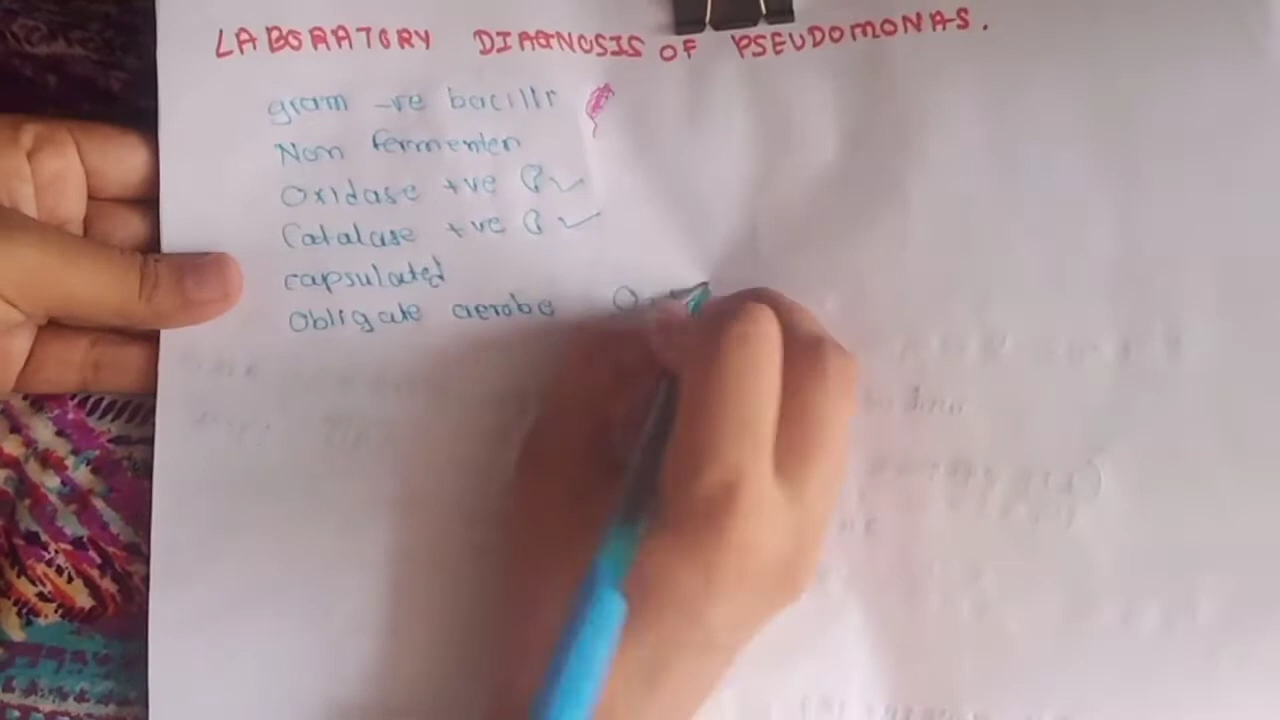 LABORATORY DIAGNOSIS OF PSEUDOMONAS.
gram -ve bacilli
Non fermenter
Oxidase +ve
Catalase +ve
capsulated
Obligate aerobe